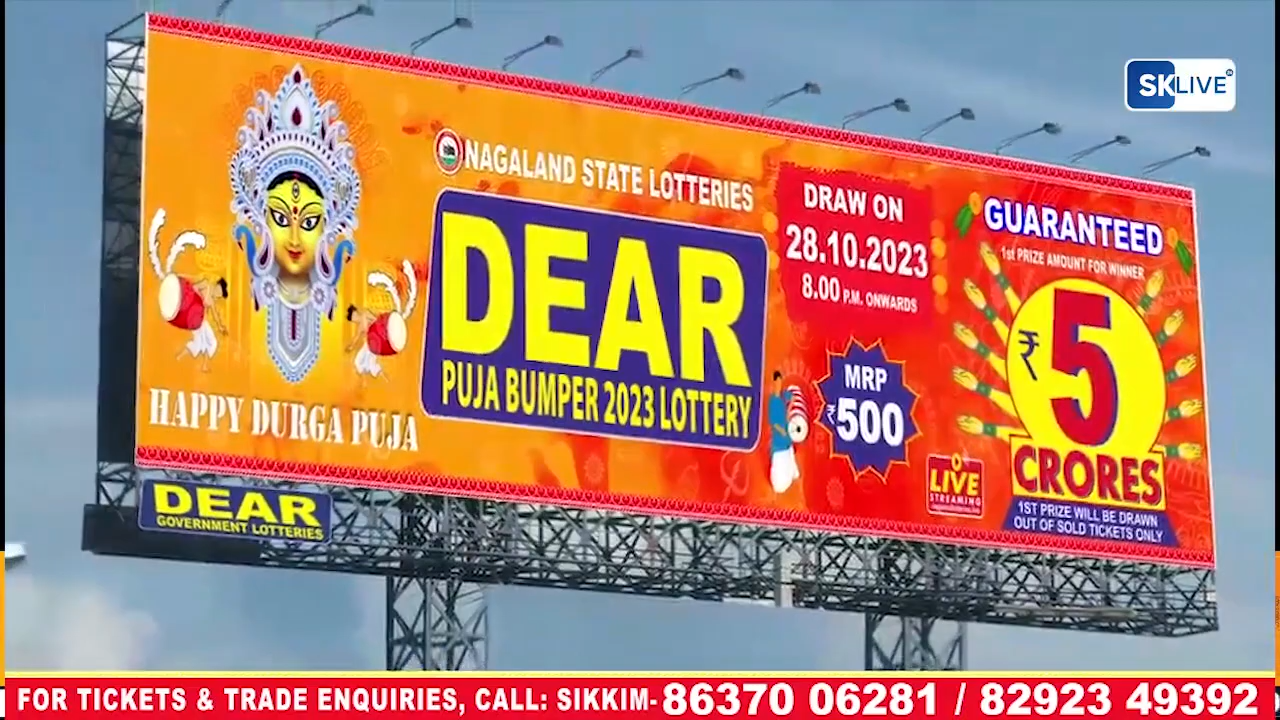 SK LIVE
NAGALAND STATE LOTTERIES
DEAR
PUJA BUMPER 2023 LOTTERY
HAPPY DURGA PUJA
DRAW ON
28.10.2023
8.00 P.M. ONWARDS
MRP
₹500
GUARANTEED
1st PRIZE AMOUNT FOR WINNER
₹5
CRORES
1ST PRIZE WILL BE DRAWN
OUT OF SOLD TICKETS ONLY
LIVE
STREAMING
DEAR
GOVERNMENT LOTTERIES
FOR TICKETS & TRADE ENQUIRIES, CALL: SIKKIM- 86370 06281 / 82923 49392